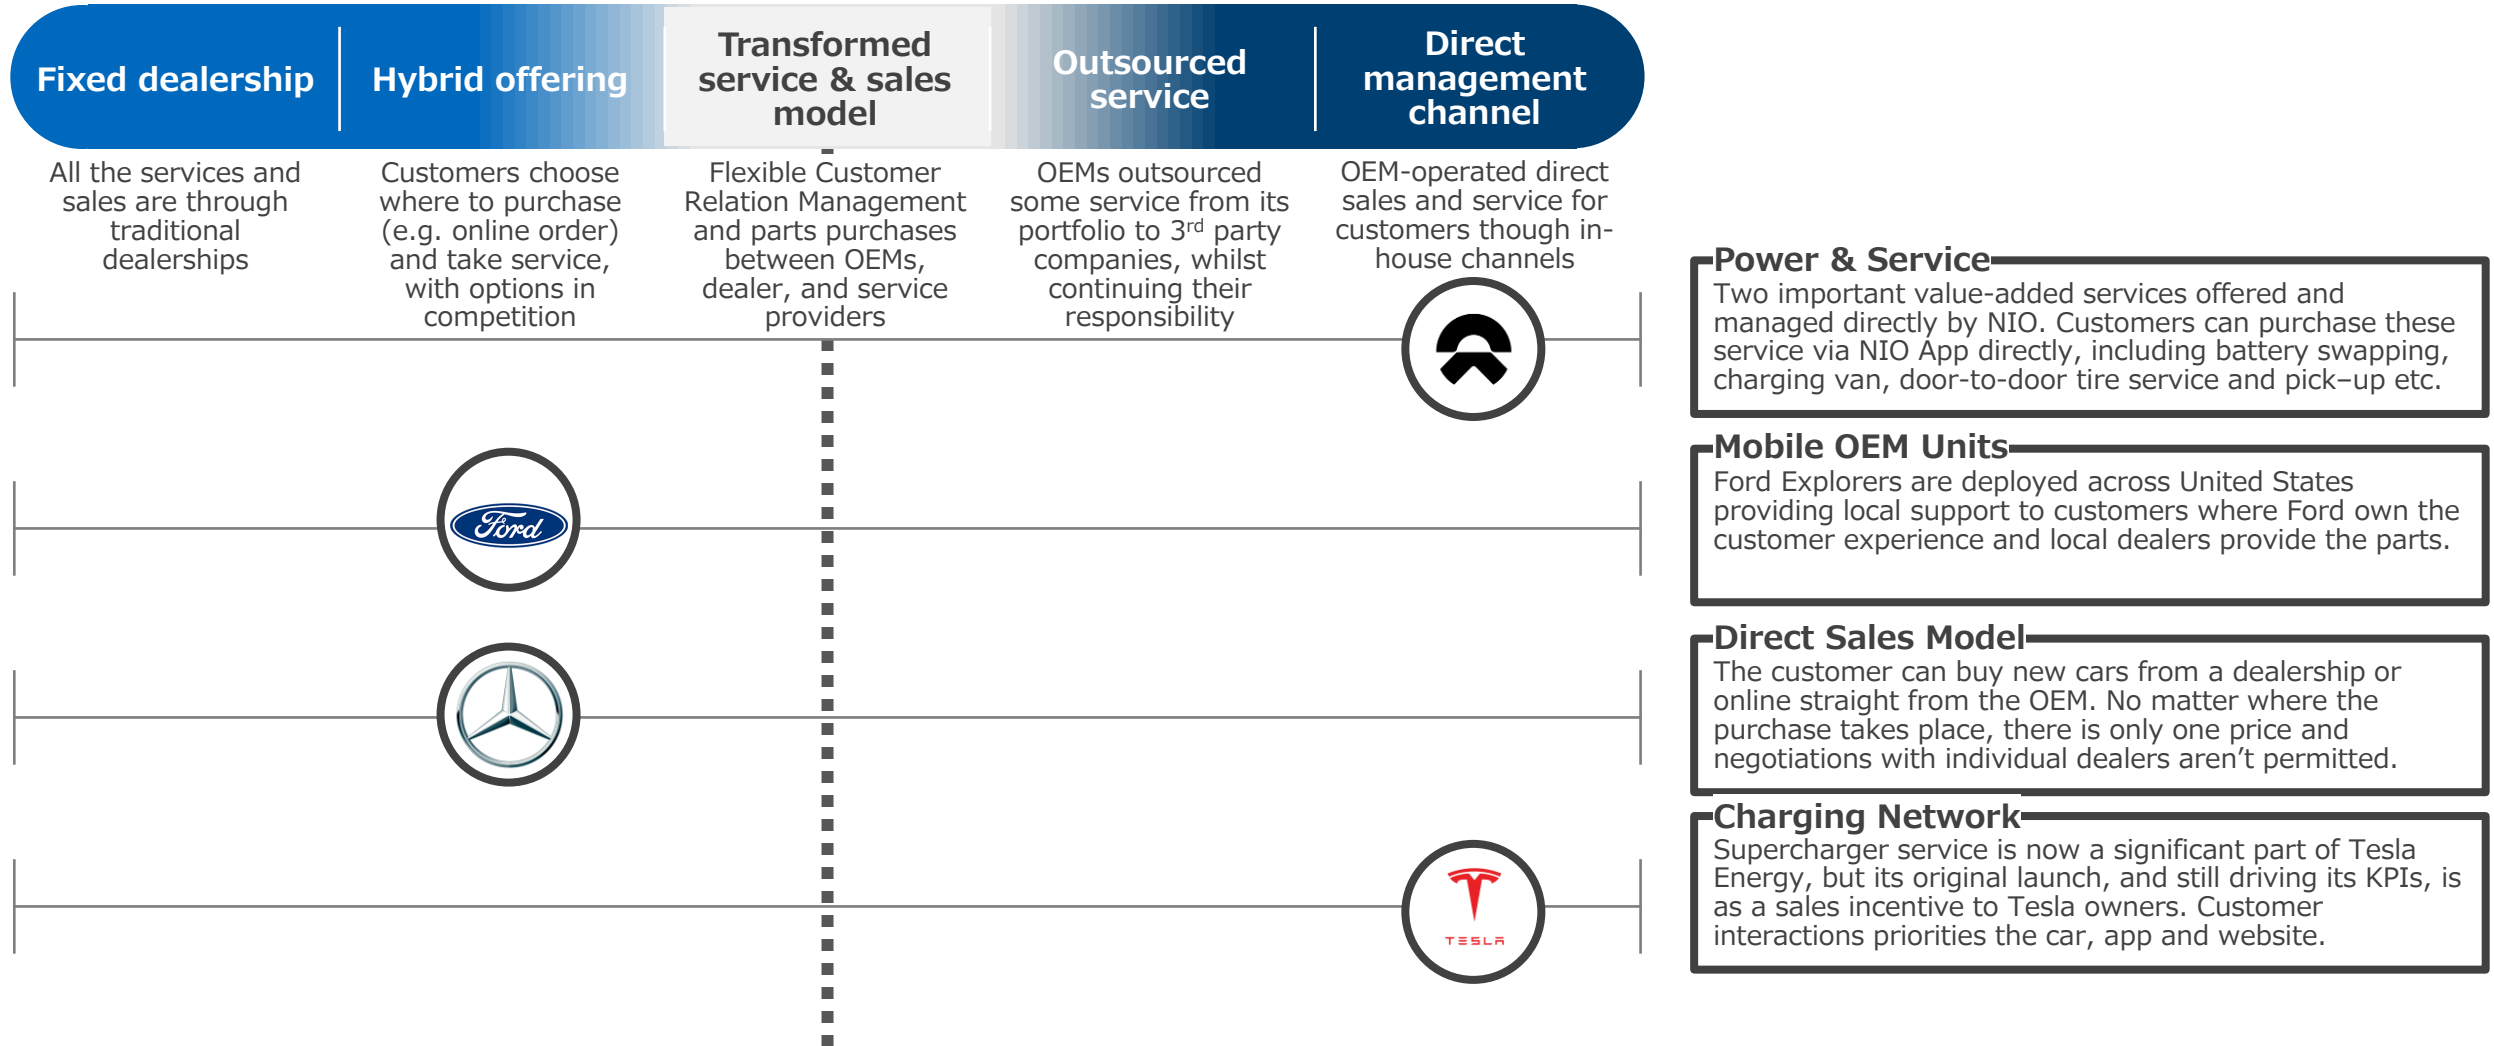 Fixed dealership
Hybrid offering
Transformed
service & sales
model
Outsourced
service
Direct
management
channel
All the services and
sales are through
traditional
dealerships
Customers choose
where to purchase
(e.g. online order)
and take service,
with options in
competition
Flexible Customer
Relation Management
and parts purchases
between OEMs,
dealer, and service
providers
OEMs outsourced
some service from its
portfolio to 3rd party
companies, whilst
continuing their
responsibility
OEM-operated direct
sales and service for
customers though in-
house channels
Power & Service
Two important value-added services offered and
managed directly by NIO. Customers can purchase these
service via NIO App directly, including battery swapping,
charging van, door-to-door tire service and pick–up etc.
Ford
Mobile OEM Units
Ford Explorers are deployed across United States
providing local support to customers where Ford own the
customer experience and local dealers provide the parts.
Direct Sales Model
The customer can buy new cars from a dealership or
online straight from the OEM. No matter where the
purchase takes place, there is only one price and
negotiations with individual dealers aren’t permitted.
TESLA
Charging Network
Supercharger service is now a significant part of Tesla
Energy, but its original launch, and still driving its KPIs, is
as a sales incentive to Tesla owners. Customer
interactions priorities the car, app and website.